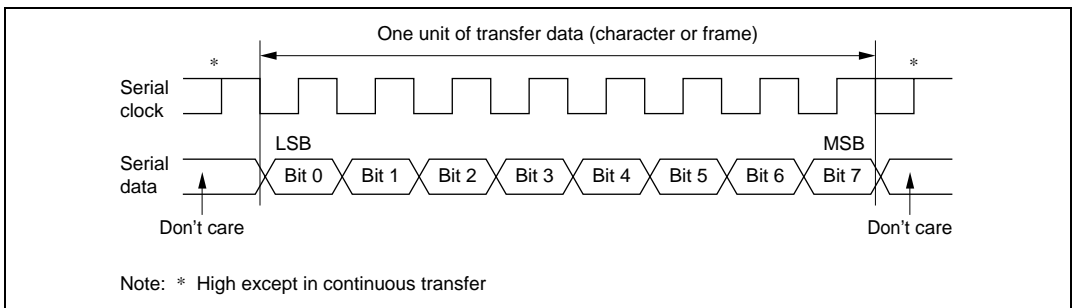 One unit of transfer data (character or frame)
* *
Serial
clock
LSB MSB
Serial
data
Bit 0 Bit 1 Bit 2 Bit 3 Bit 4 Bit 5 Bit 6 Bit 7
Don't care Don't care
Note: * High except in continuous transfer